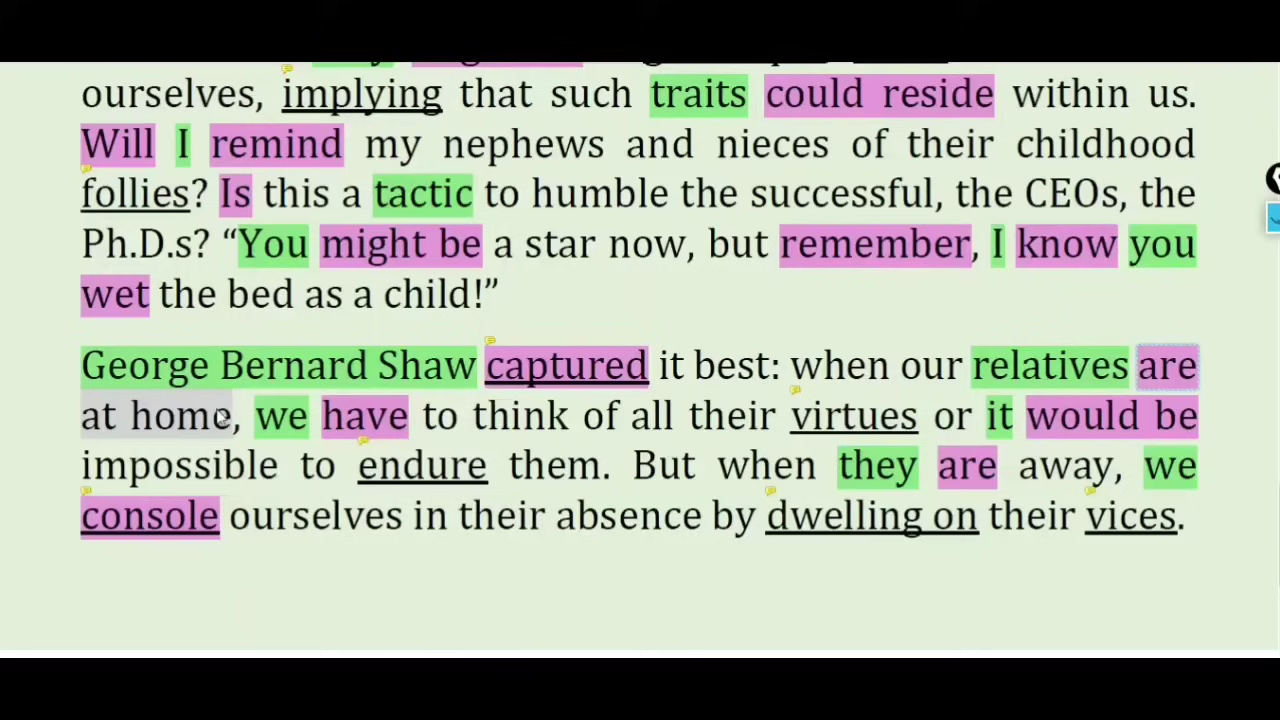 ourselves, implying that such traits could reside within us.
Will I remind my nephews and nieces of their childhood
follies? Is this a tactic to humble the successful, the CEOs, the
Ph.D.s? “You might be a star now, but remember, I know you
wet the bed as a child!”
George Bernard Shaw captured it best: when our relatives are
at home, we have to think of all their virtues or it would be
impossible to endure them. But when they are away, we
console ourselves in their absence by dwelling on their vices.